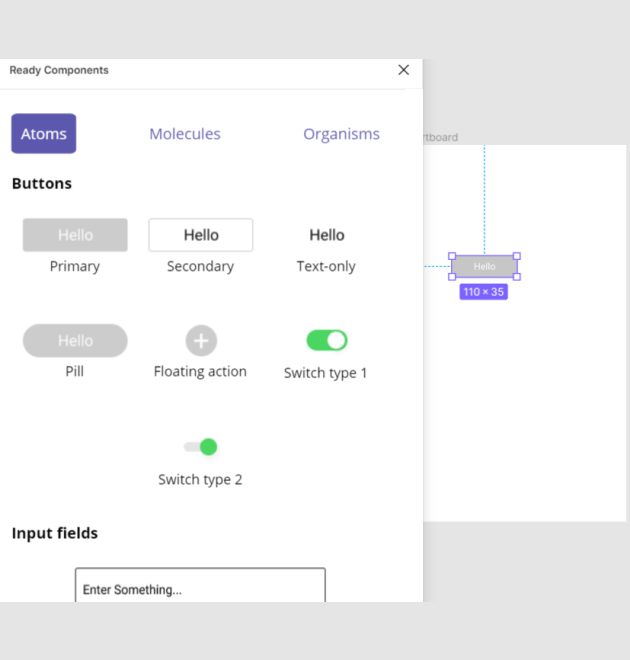 Ready Components
Atoms
Molecules
Organisms
Buttons
Hello
Hello
Hello
Primary
Secondary
Text-only
Hello
Pill
Floating action
Switch type 1
Switch type 2
Input fields
Enter Something...
rtboard
Hello
110 × 35